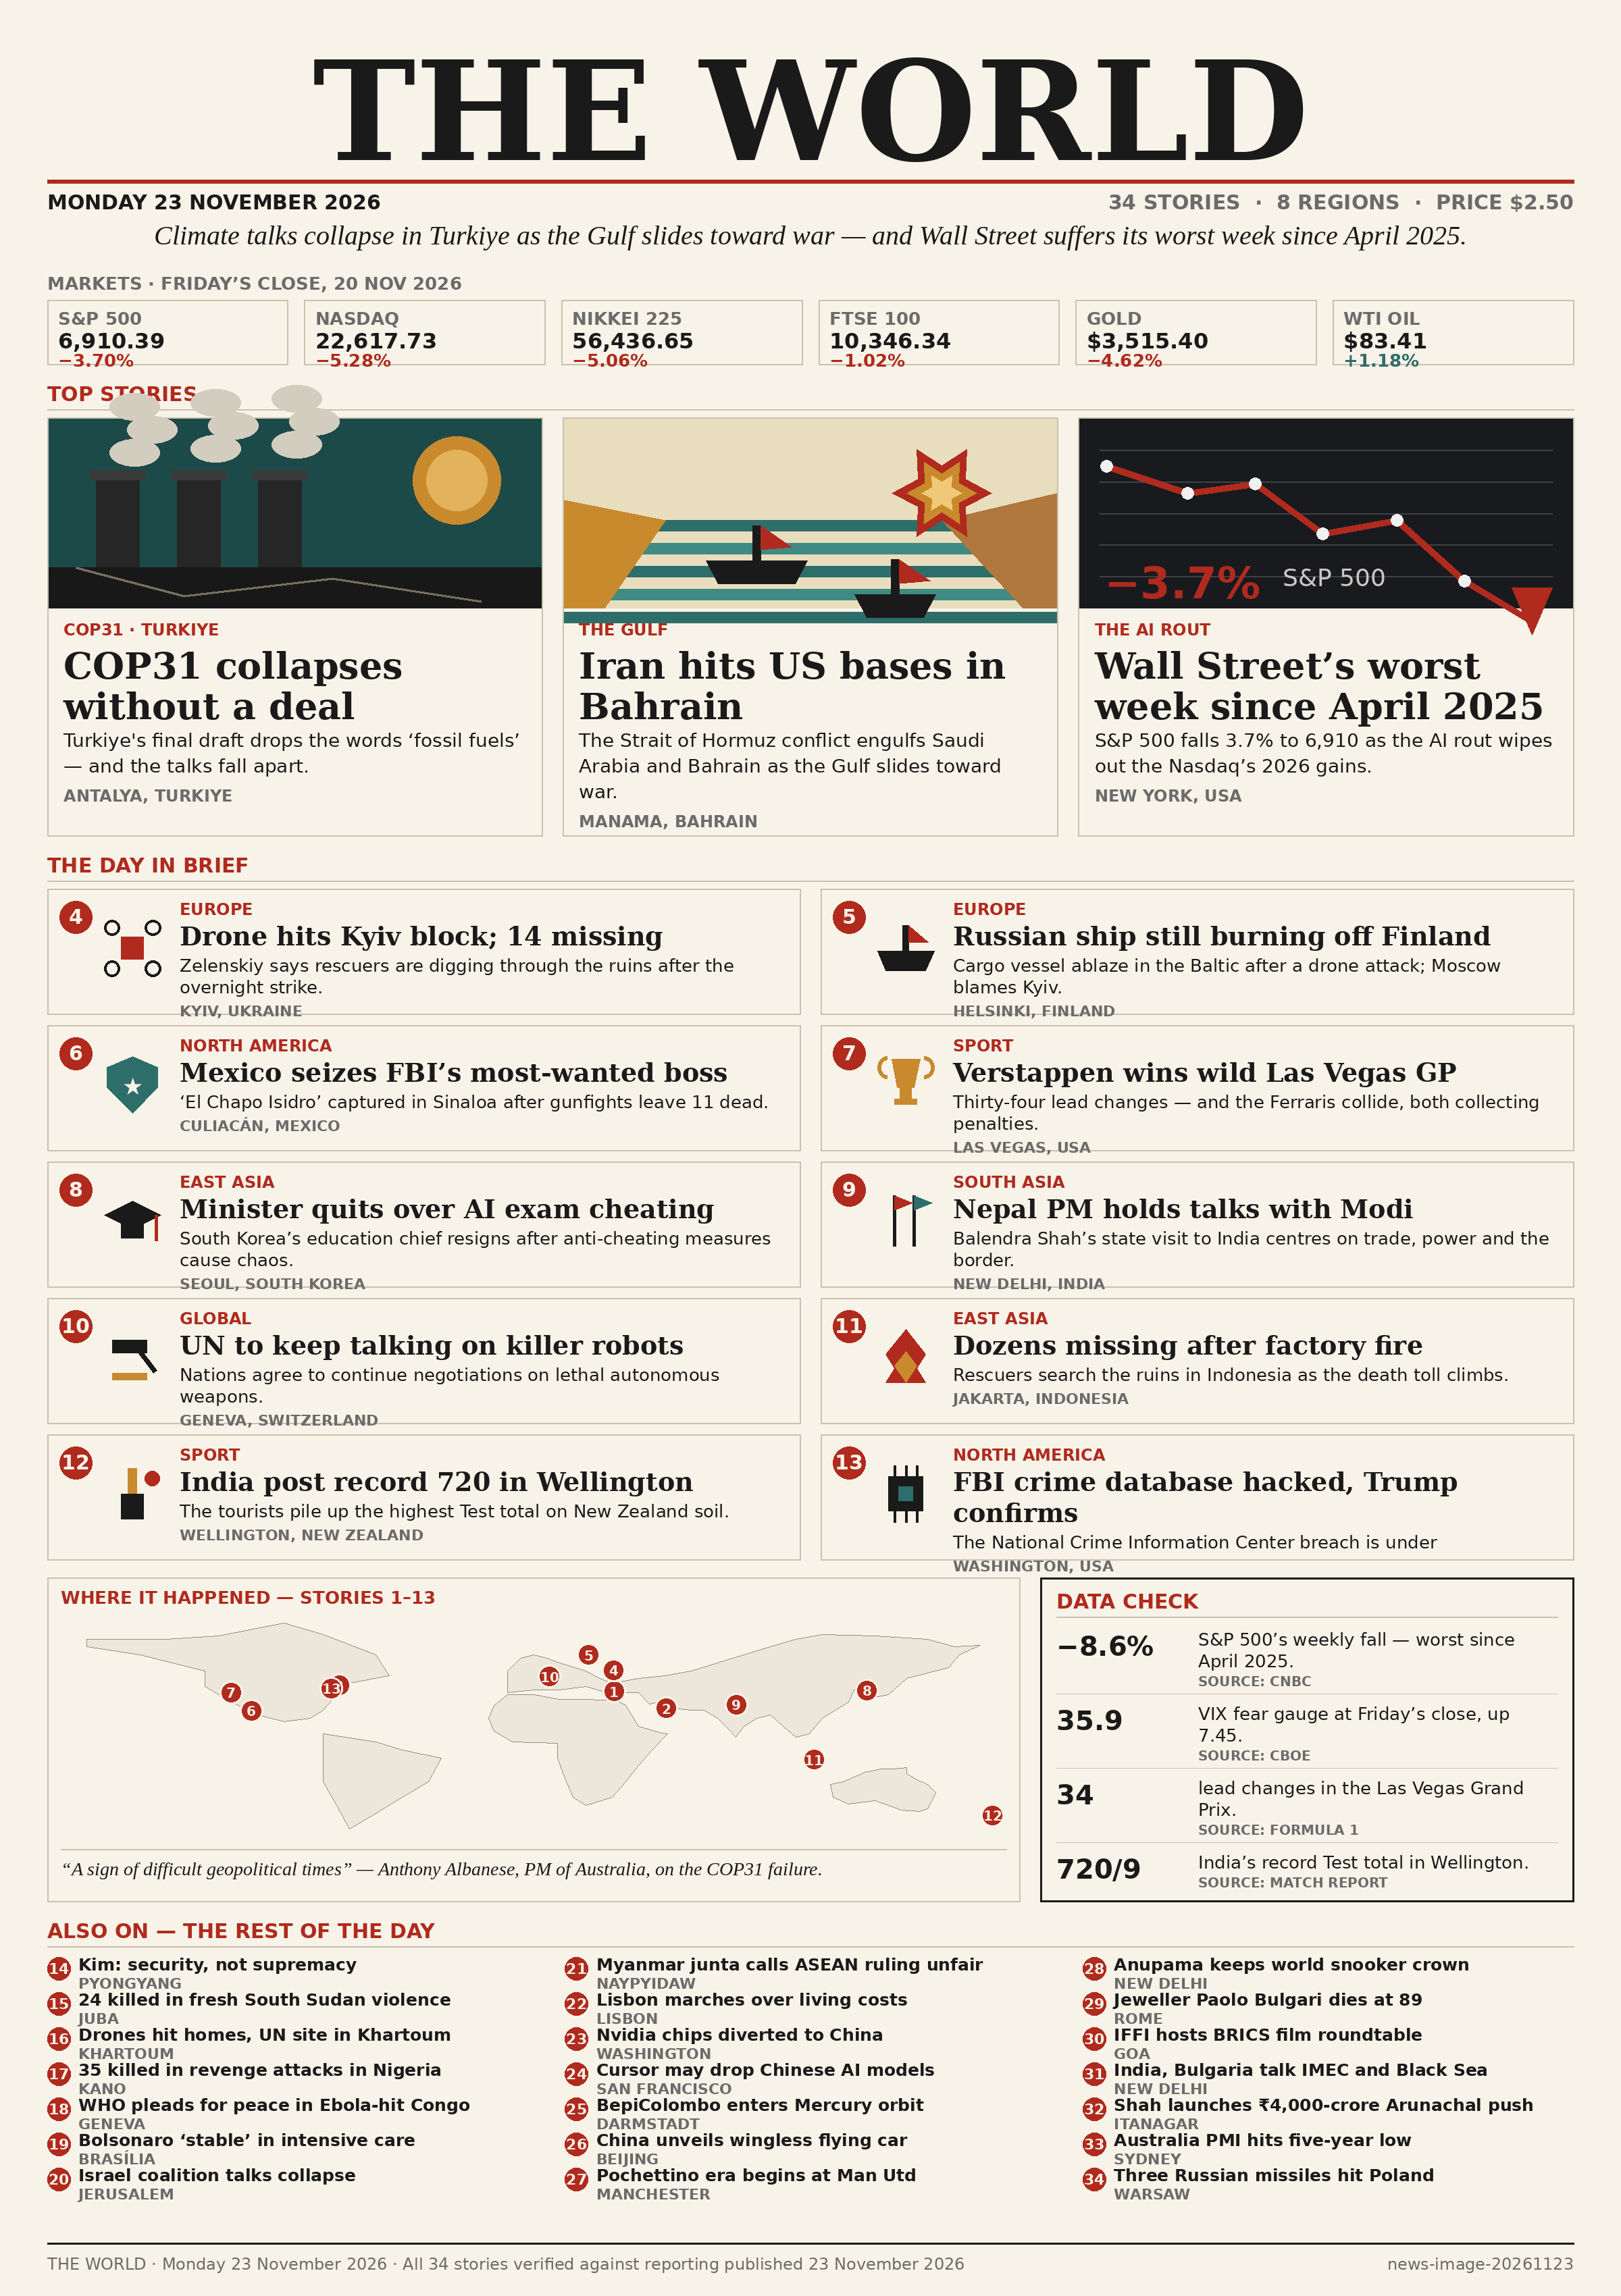 THE WORLD
MONDAY 23 NOVEMBER 2026
34 STORIES · 8 REGIONS · PRICE $2.50
Climate talks collapse in Turkiye as the Gulf slides toward war — and Wall Street suffers its worst week since April 2025.
MARKETS · FRIDAY’S CLOSE, 20 NOV 2026
S&P 500
6,910.39
−3.70%
NASDAQ
22,617.73
−5.28%
NIKKEI 225
56,436.65
−5.06%
FTSE 100
10,346.34
−1.02%
GOLD
$3,515.40
−4.62%
WTI OIL
$83.41
+1.18%
TOP STORIES
COP31 · TURKIYE
COP31 collapses
without a deal
Turkiye's final draft drops the words ‘fossil fuels’
— and the talks fall apart.
ANTALYA, TURKIYE
THE GULF
Iran hits US bases in
Bahrain
The Strait of Hormuz conflict engulfs Saudi
Arabia and Bahrain as the Gulf slides toward
war.
MANAMA, BAHRAIN
−3.7% S&P 500
THE AI ROUT
Wall Street’s worst
week since April 2025
S&P 500 falls 3.7% to 6,910 as the AI rout wipes
out the Nasdaq’s 2026 gains.
NEW YORK, USA
THE DAY IN BRIEF
4
EUROPE
Drone hits Kyiv block; 14 missing
Zelenskiy says rescuers are digging through the ruins after the
overnight strike.
KYIV, UKRAINE
5
EUROPE
Russian ship still burning off Finland
Cargo vessel ablaze in the Baltic after a drone attack; Moscow
blames Kyiv.
HELSINKI, FINLAND
6
NORTH AMERICA
Mexico seizes FBI’s most-wanted boss
‘El Chapo Isidro’ captured in Sinaloa after gunfights leave 11 dead.
CULIACÁN, MEXICO
7
SPORT
Verstappen wins wild Las Vegas GP
Thirty-four lead changes — and the Ferraris collide, both collecting
penalties.
LAS VEGAS, USA
8
EAST ASIA
Minister quits over AI exam cheating
South Korea’s education chief resigns after anti-cheating measures
cause chaos.
SEOUL, SOUTH KOREA
9
SOUTH ASIA
Nepal PM holds talks with Modi
Balendra Shah’s state visit to India centres on trade, power and the
border.
NEW DELHI, INDIA
10
GLOBAL
UN to keep talking on killer robots
Nations agree to continue negotiations on lethal autonomous
weapons.
GENEVA, SWITZERLAND
11
EAST ASIA
Dozens missing after factory fire
Rescuers search the ruins in Indonesia as the death toll climbs.
JAKARTA, INDONESIA
12
SPORT
India post record 720 in Wellington
The tourists pile up the highest Test total on New Zealand soil.
WELLINGTON, NEW ZEALAND
13
NORTH AMERICA
FBI crime database hacked, Trump
confirms
The National Crime Information Center breach is under
WASHINGTON, USA
WHERE IT HAPPENED — STORIES 1–13
5
10
4
13
7
1
8
6
2
9
11
12
“A sign of difficult geopolitical times” — Anthony Albanese, PM of Australia, on the COP31 failure.
DATA CHECK
−8.6%
S&P 500’s weekly fall — worst since
April 2025.
SOURCE: CNBC
35.9
VIX fear gauge at Friday’s close, up
7.45.
SOURCE: CBOE
34
lead changes in the Las Vegas Grand
Prix.
SOURCE: FORMULA 1
720/9
India’s record Test total in Wellington.
SOURCE: MATCH REPORT
ALSO ON — THE REST OF THE DAY
14 Kim: security, not supremacy
PYONGYANG
15 24 killed in fresh South Sudan violence
JUBA
16 Drones hit homes, UN site in Khartoum
KHARTOUM
17 35 killed in revenge attacks in Nigeria
KANO
18 WHO pleads for peace in Ebola-hit Congo
GENEVA
19 Bolsonaro ‘stable’ in intensive care
BRASÍLIA
20 Israel coalition talks collapse
JERUSALEM
21 Myanmar junta calls ASEAN ruling unfair
NAYPYIDAW
22 Lisbon marches over living costs
LISBON
23 Nvidia chips diverted to China
WASHINGTON
24 Cursor may drop Chinese AI models
SAN FRANCISCO
25 BepiColombo enters Mercury orbit
DARMSTADT
26 China unveils wingless flying car
BEIJING
27 Pochettino era begins at Man Utd
MANCHESTER
28 Anupama keeps world snooker crown
NEW DELHI
29 Jeweller Paolo Bulgari dies at 89
ROME
30 IFFI hosts BRICS film roundtable
GOA
31 India, Bulgaria talk IMEC and Black Sea
NEW DELHI
32 Shah launches ₹4,000-crore Arunachal push
ITANAGAR
33 Australia PMI hits five-year low
SYDNEY
34 Three Russian missiles hit Poland
WARSAW
THE WORLD · Monday 23 November 2026 · All 34 stories verified against reporting published 23 November 2026
news-image-20261123